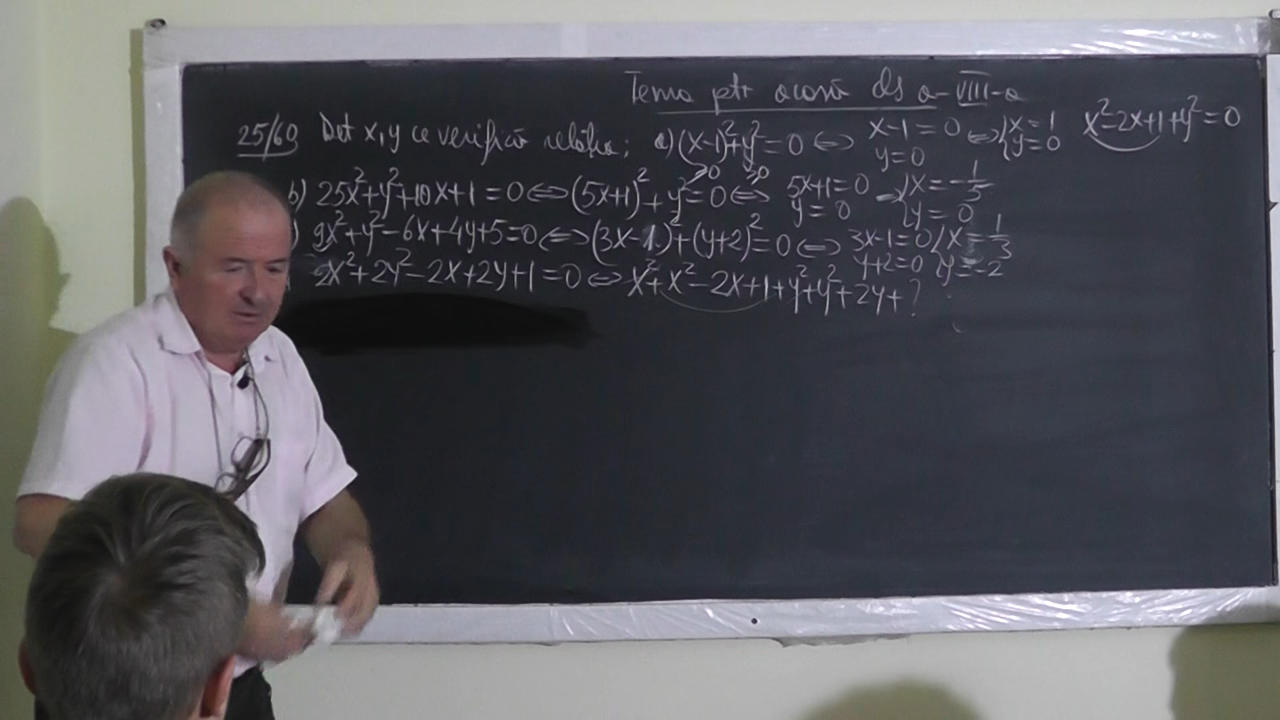 Tema ptr acasă cls a-VIII-a
25/69 Det x,y ce verifică relația; a) (x-1)²+y²=0 ⇔ x-1=0 y=0 ⇔ {x=1 y=0 x²-2x+1+y²=0
≥0 ≥0
b) 25x²+y²+10x+1=0 ⇔ (5x+1)²+y²=0 ⇔ 5x+1=0 y=0 {x=-1/5 y=0
) 9x²+y²-6x+4y+5=0 ⇔ (3x-1)²+(y+2)²=0 ⇔ 3x-1=0 y+2=0 {x=1/3 y=-2
2x²+2y²-2x+2y+1=0 ⇔ x²+x²-2x+1+y²+y²+2y+?